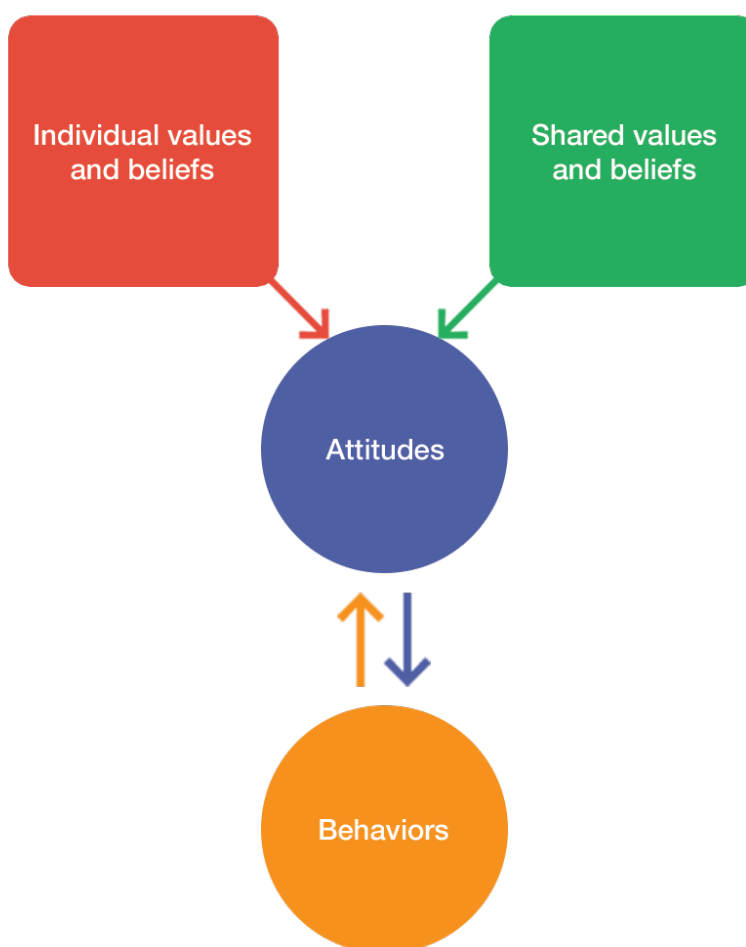 Individual values
and beliefs
Shared values
and beliefs
Attitudes
Behaviors